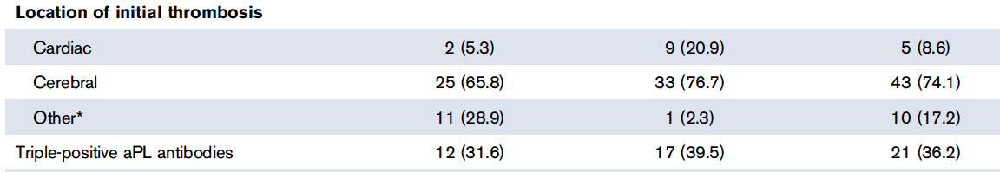 Location of initial thrombosis
Cardiac 2 (5.3) 9 (20.9) 5 (8.6)
Cerebral 25 (65.8) 33 (76.7) 43 (74.1)
Other* 11 (28.9) 1 (2.3) 10 (17.2)
Triple-positive aPL antibodies 12 (31.6) 17 (39.5) 21 (36.2)